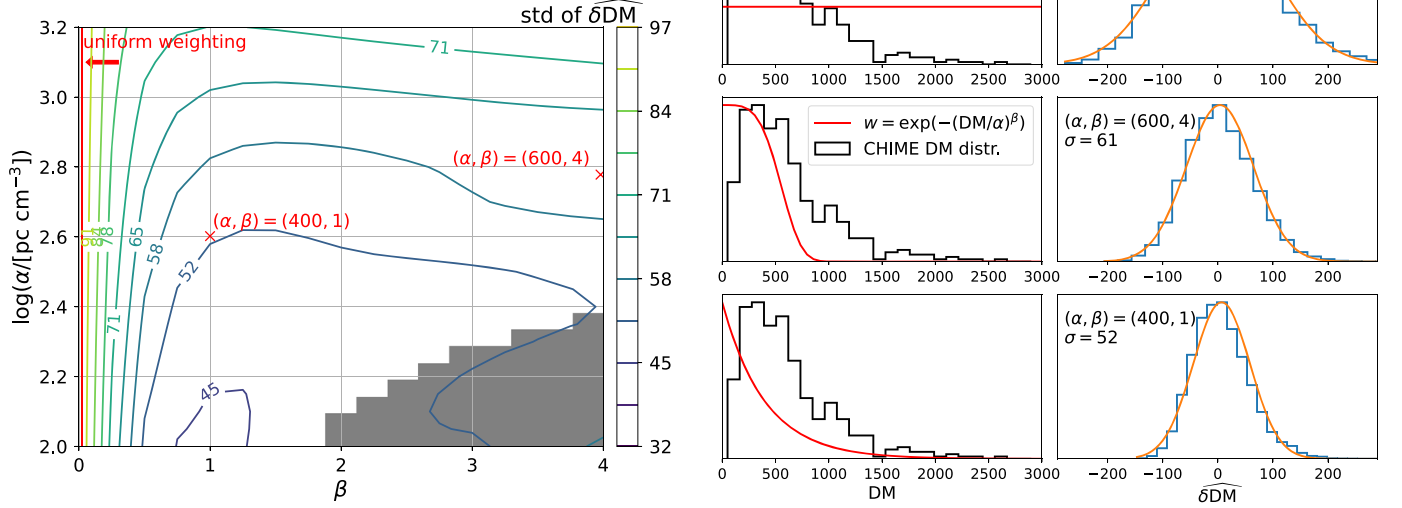 std of δDM
uniform weighting
71
(α, β) = (600, 4)
(α, β) = (400, 1)
84
78
65
58
52
71
45
log(α/[pc cm⁻³])
3.2
3.0
2.8
2.6
2.4
2.2
2.0
0 1 2 3 4
β
97
84
71
58
45
32
0 500 1000 1500 2000 2500 3000
−200 −100 0 100 200
w = exp(−(DM/α)^β)
CHIME DM distr.
0 500 1000 1500 2000 2500 3000
(α, β) = (600, 4)
σ = 61
−200 −100 0 100 200
0 500 1000 1500 2000 2500 3000
DM
(α, β) = (400, 1)
σ = 52
−200 −100 0 100 200
δDM